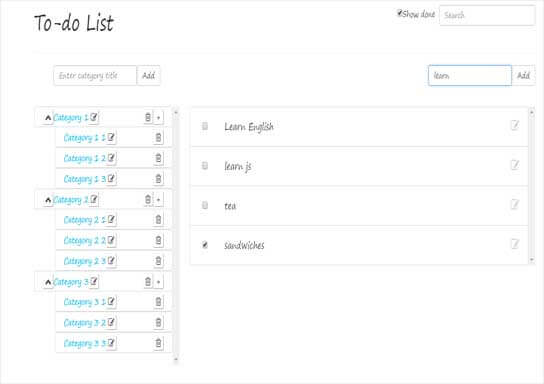 To-do List
Show done
Search
Enter category title Add
learn Add
Category 1
Category 1 1
Category 1 2
Category 1 3
Category 2
Category 2 1
Category 2 2
Category 2 3
Category 3
Category 3 1
Category 3 2
Category 3 3
Learn English
learn js
tea
sandwiches